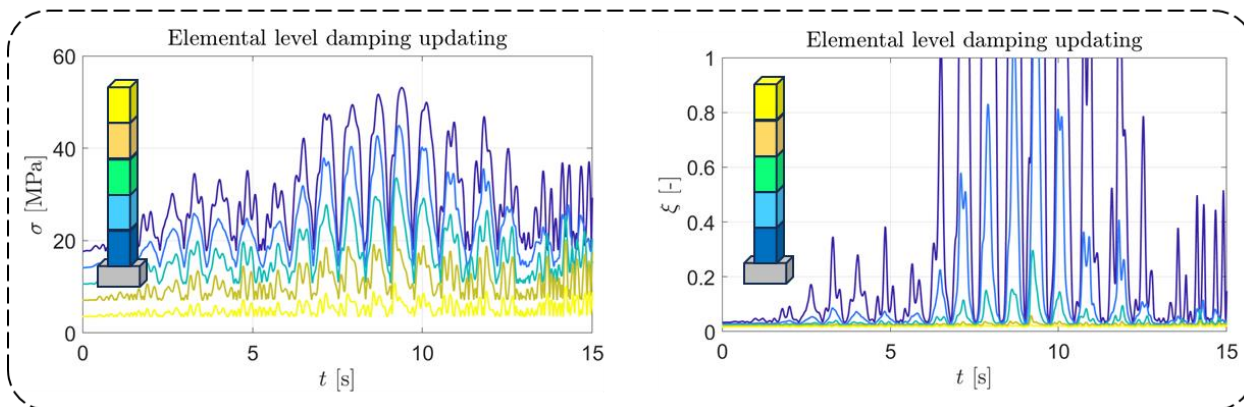 Elemental level damping updating
60
40
20
0
σ [MPa]
0 5 10 15
t [s]
Elemental level damping updating
1
0.8
0.6
0.4
0.2
0
ξ [-]
0 5 10 15
t [s]